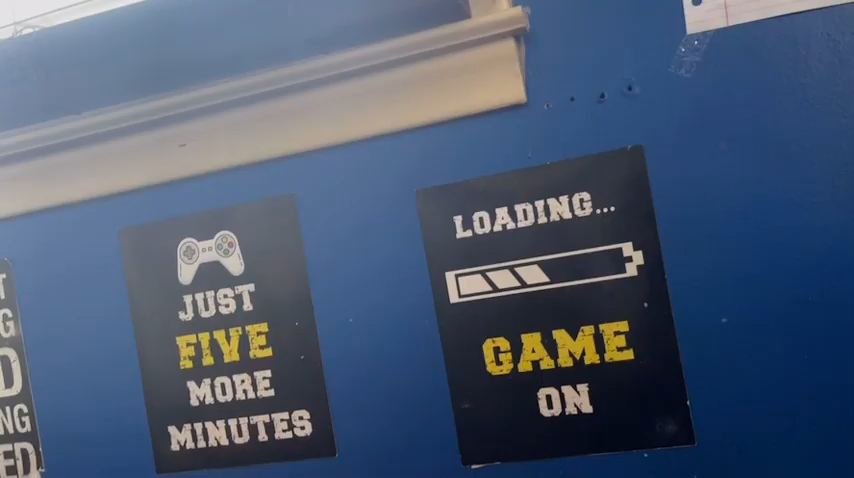 JUST
FIVE
MORE
MINUTES
LOADING...
GAME
ON